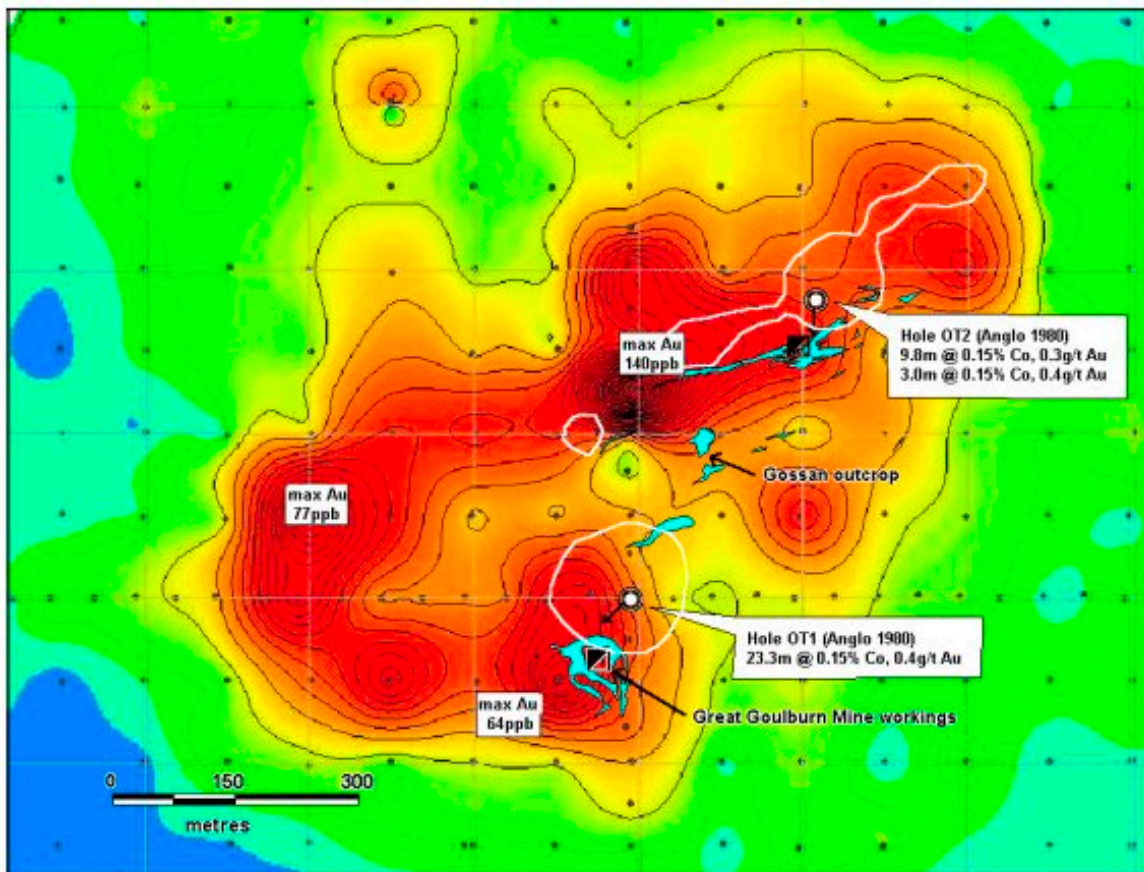 max Au
140ppb
Hole OT2 (Anglo 1980)
9.8m @ 0.15% Co, 0.3g/t Au
3.0m @ 0.15% Co, 0.4g/t Au
Gossan outcrop
max Au
77ppb
Hole OT1 (Anglo 1980)
23.3m @ 0.15% Co, 0.4g/t Au
max Au
64ppb
Great Goulburn Mine workings
0 150 300
metres